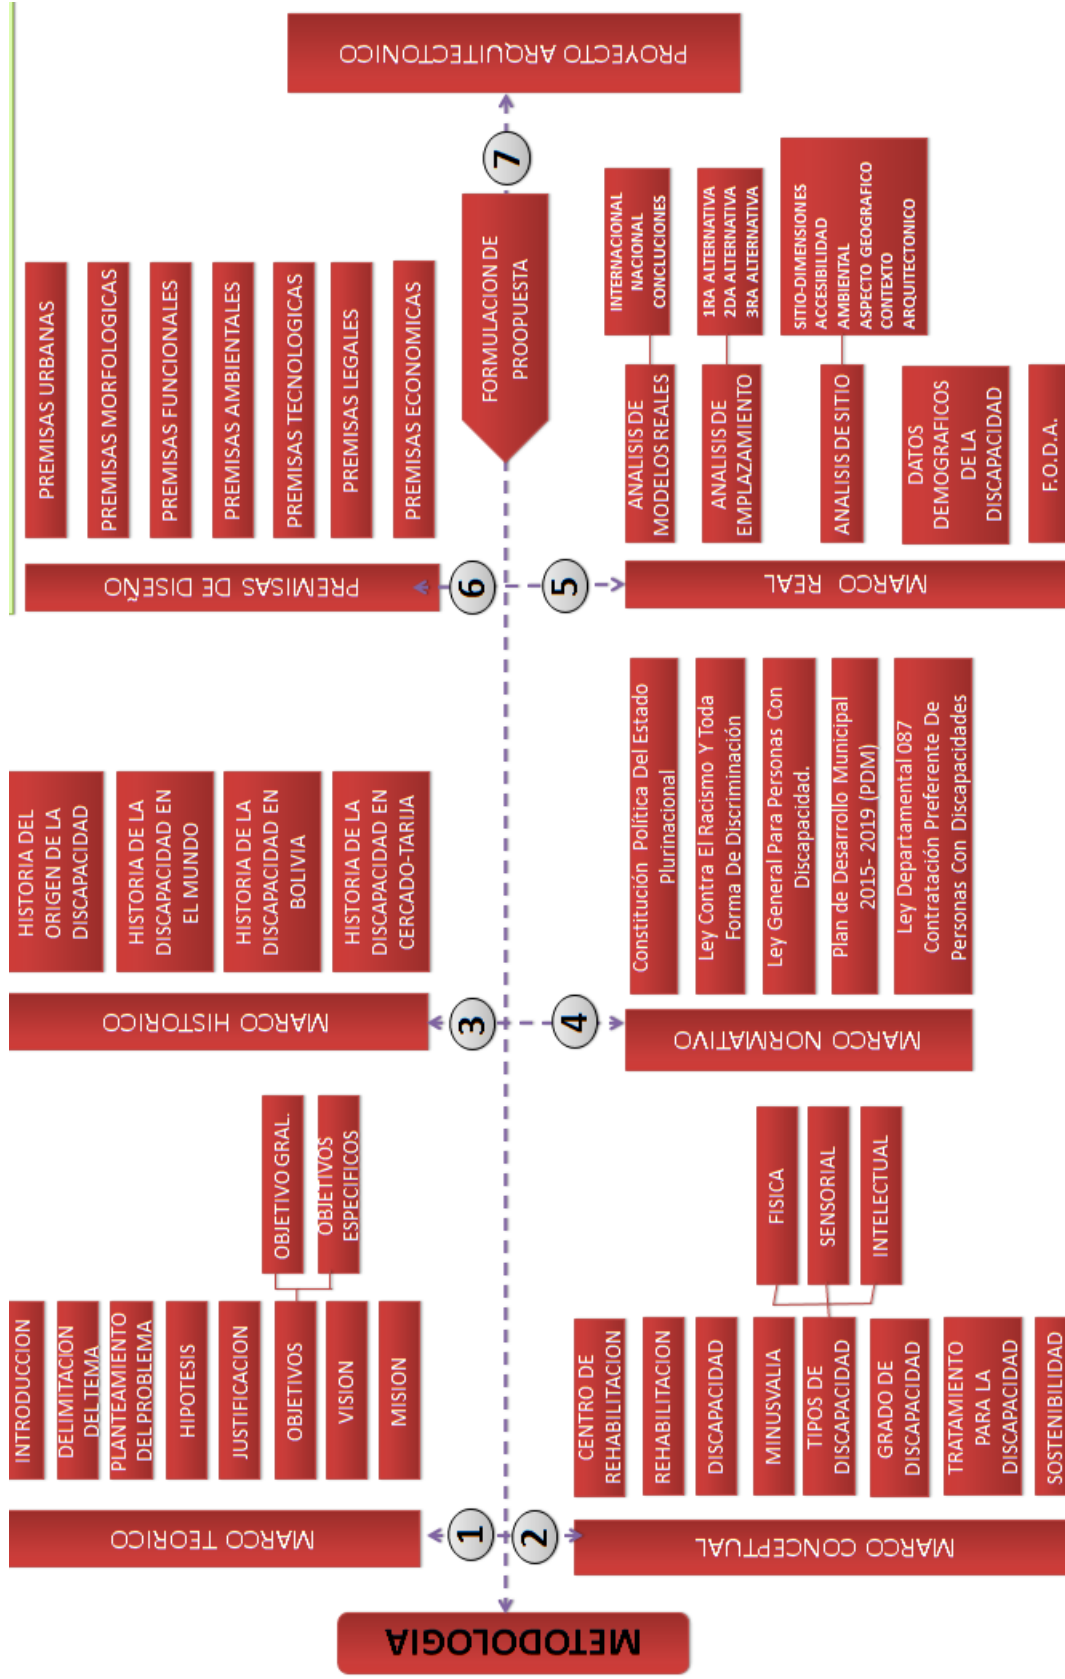 METODOLOGIA
1
MARCO TEORICO
INTRODUCCION
DELIMITACION
DEL TEMA
PLANTEAMIENTO
DEL PROBLEMA
HIPOTESIS
JUSTIFICACION
OBJETIVOS
OBJETIVO GRAL.
OBJETIVOS
ESPECIFICOS
VISION
MISION
2
MARCO CONCEPTUAL
CENTRO DE
REHABILITACION
REHABILITACION
DISCAPACIDAD
MINUSVALIA
TIPOS DE
DISCAPACIDAD
FISICA
SENSORIAL
INTELECTUAL
GRADO DE
DISCAPACIDAD
TRATAMIENTO
PARA LA
DISCAPACIDAD
SOSTENIBILIDAD
3
MARCO HISTORICO
HISTORIA DEL
ORIGEN DE LA
DISCAPACIDAD
HISTORIA DE LA
DISCAPACIDAD EN
EL MUNDO
HISTORIA DE LA
DISCAPACIDAD EN
BOLIVIA
HISTORIA DE LA
DISCAPACIDAD EN
CERCADO-TARIJA
4
MARCO NORMATIVO
Constitución Política Del Estado
Plurinacional
Ley Contra El Racismo Y Toda
Forma De Discriminación
Ley General Para Personas Con
Discapacidad.
Plan de Desarrollo Municipal
2015- 2019 (PDM)
Ley Departamental 087
Contratación Preferente De
Personas Con Discapacidades
5
MARCO REAL
ANALISIS DE
MODELOS REALES
INTERNACIONAL
NACIONAL
CONCLUCIONES
ANALISIS DE
EMPLAZAMIENTO
1RA ALTERNATIVA
2DA ALTERNATIVA
3RA ALTERNATIVA
ANALISIS DE SITIO
SITIO-DIMENSIONES
ACCESIBILIDAD
AMBIENTAL
ASPECTO GEOGRAFICO
CONTEXTO
ARQUITECTONICO
DATOS
DEMOGRAFICOS
DE LA
DISCAPACIDAD
F.O.D.A.
6
PREMISAS DE DISEÑO
PREMISAS URBANAS
PREMISAS MORFOLOGICAS
PREMISAS FUNCIONALES
PREMISAS AMBIENTALES
PREMISAS TECNOLOGICAS
PREMISAS LEGALES
PREMISAS ECONOMICAS
FORMULACION DE
PROOPUESTA
7
PROYECTO ARQUITECTONICO